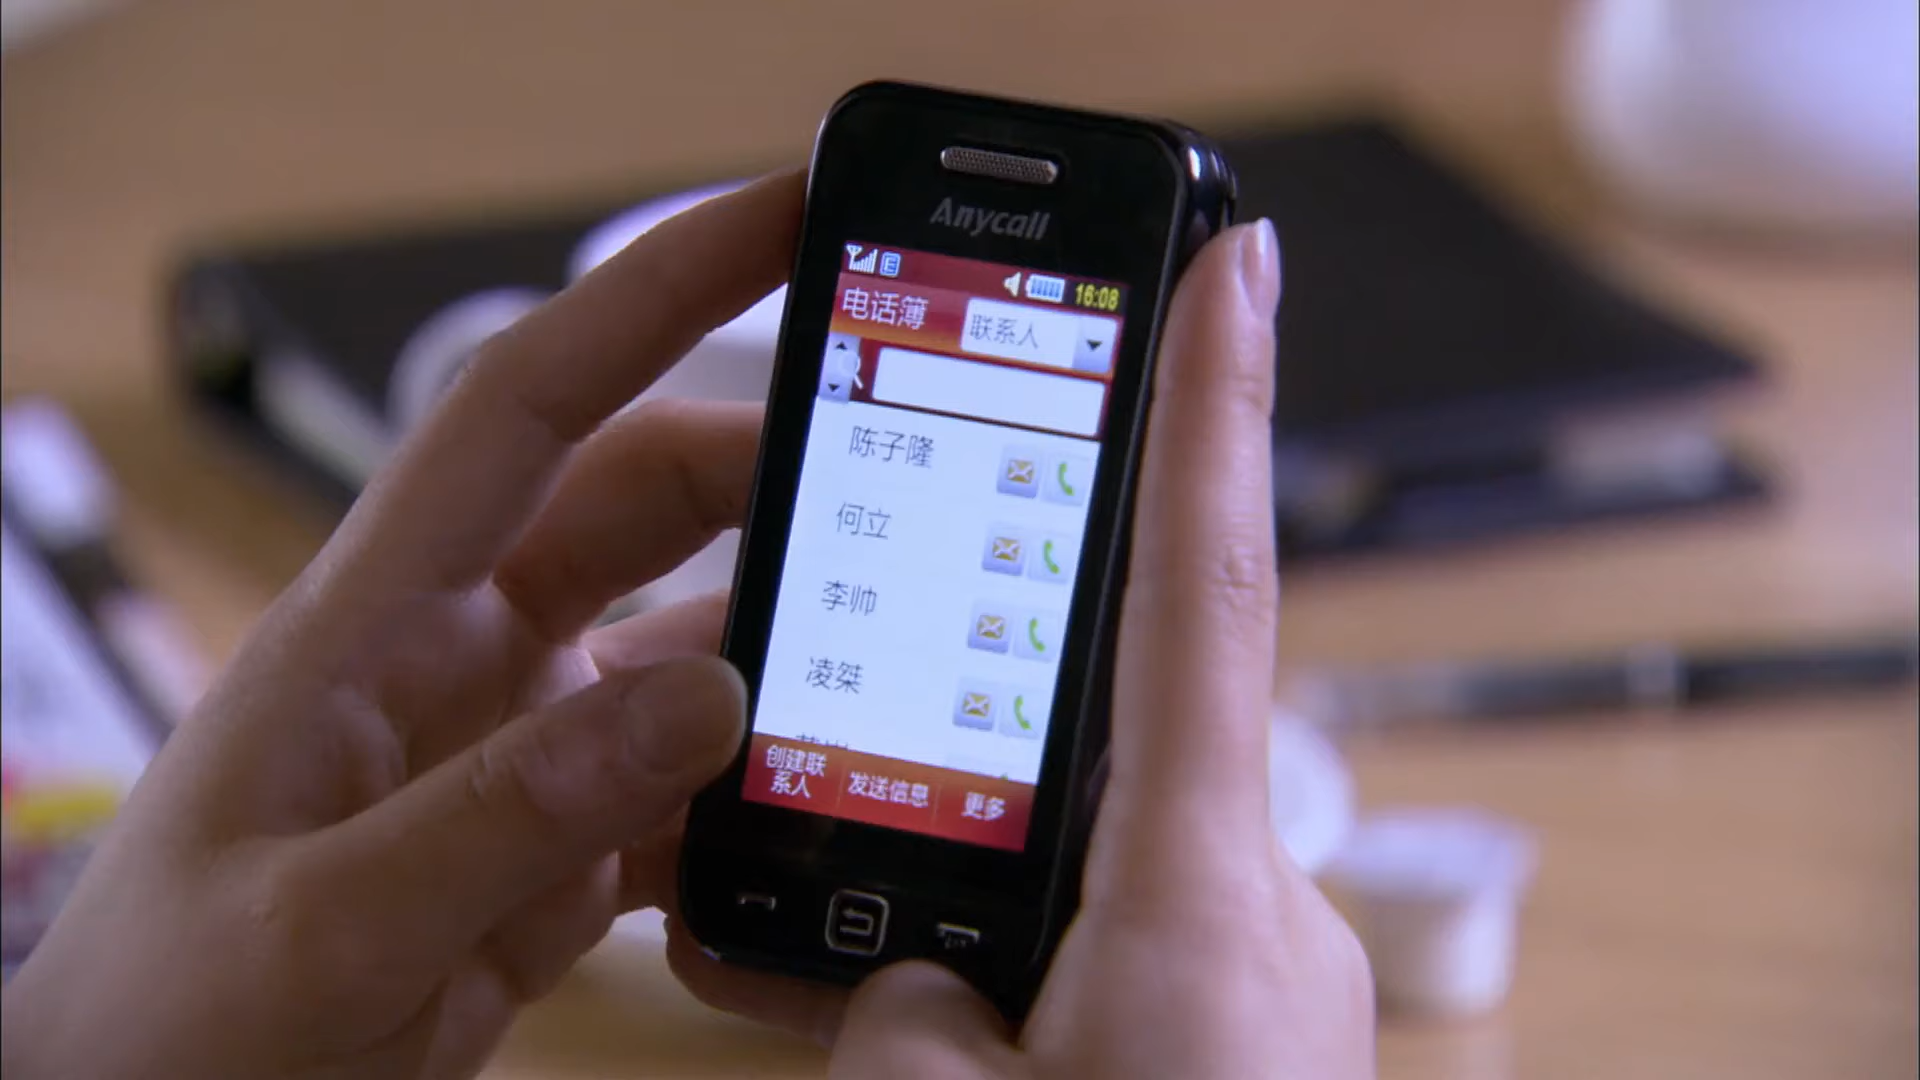 Anycall
E
16:08
电话簿
联系人
陈子隆
何立
李帅
凌桀
创建联
系人
发送信息
更多